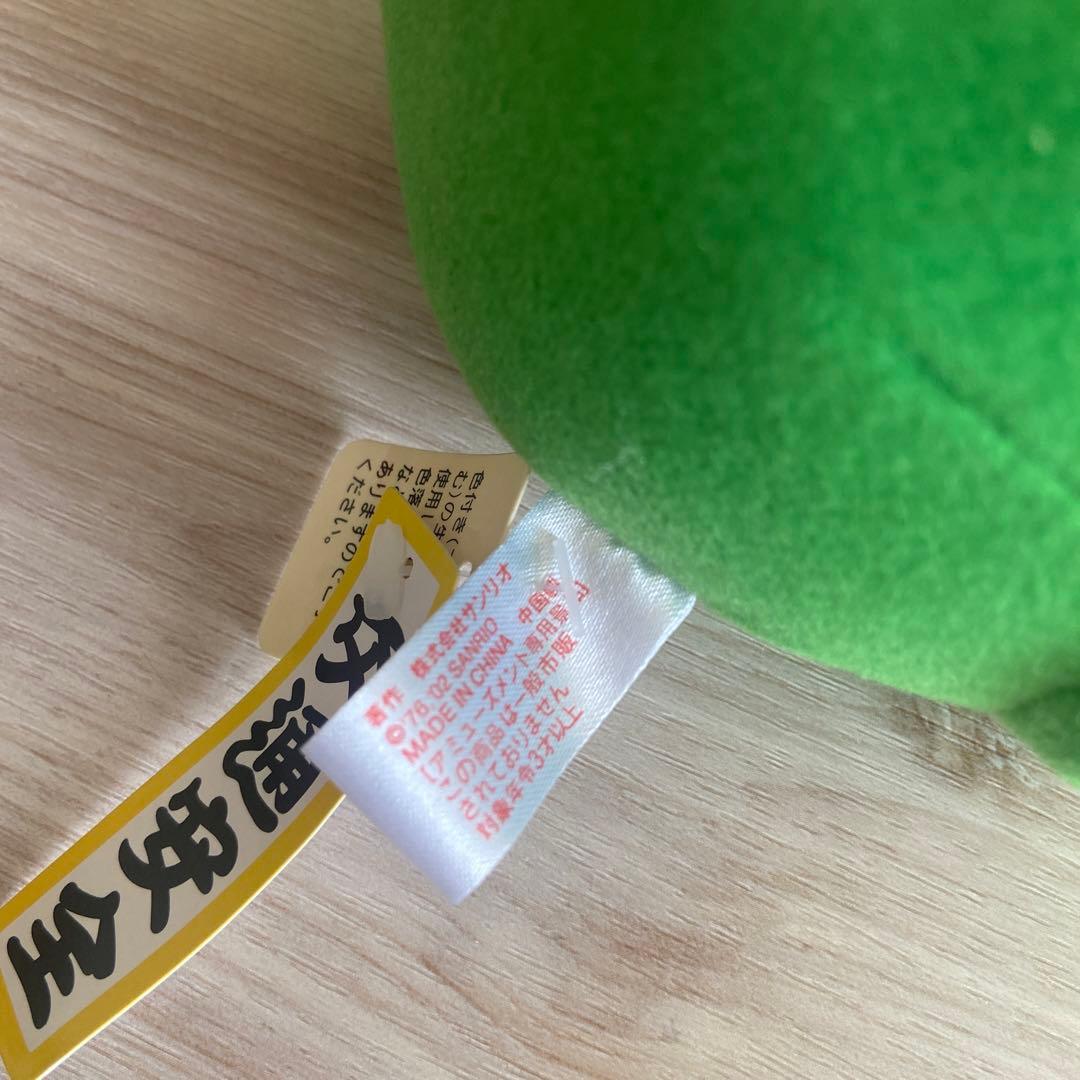 著作 株式会社サンリオ
©'76,'02 SANRIO
MADE IN CHINA 中国製
[アミューズメント専用景品]
この商品は一般市販
されておりません
対象年令3才以上
交通安全
色付き(
む)の生
使用し
色落
な
ありますのでご
ください。